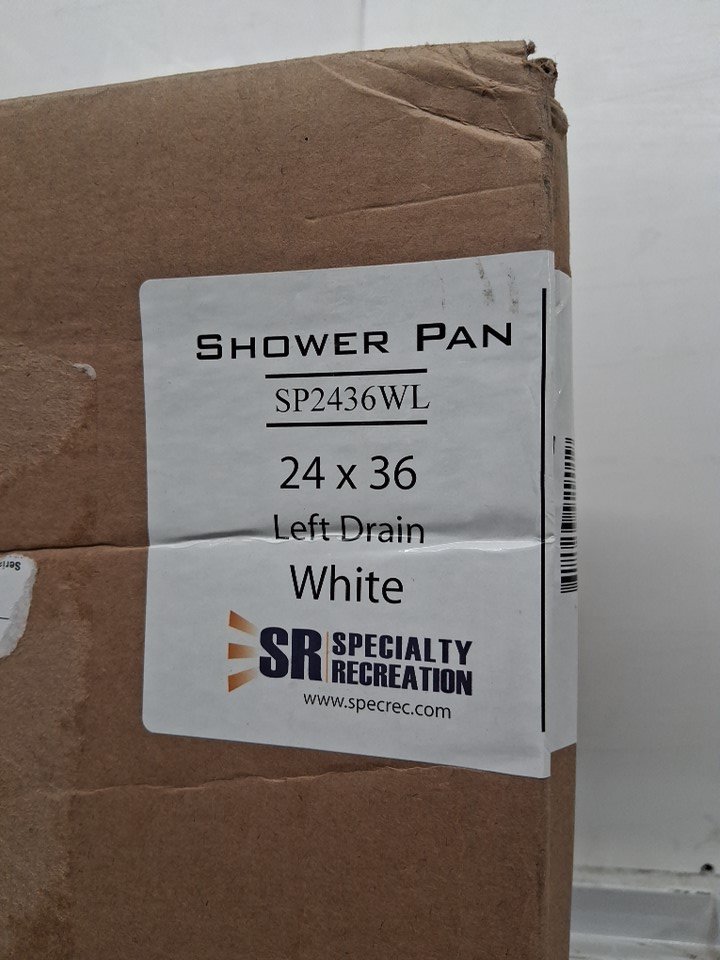 SHOWER PAN
SP2436WL
24 x 36
Left Drain
White
SR SPECIALTY
RECREATION
www.specrec.com